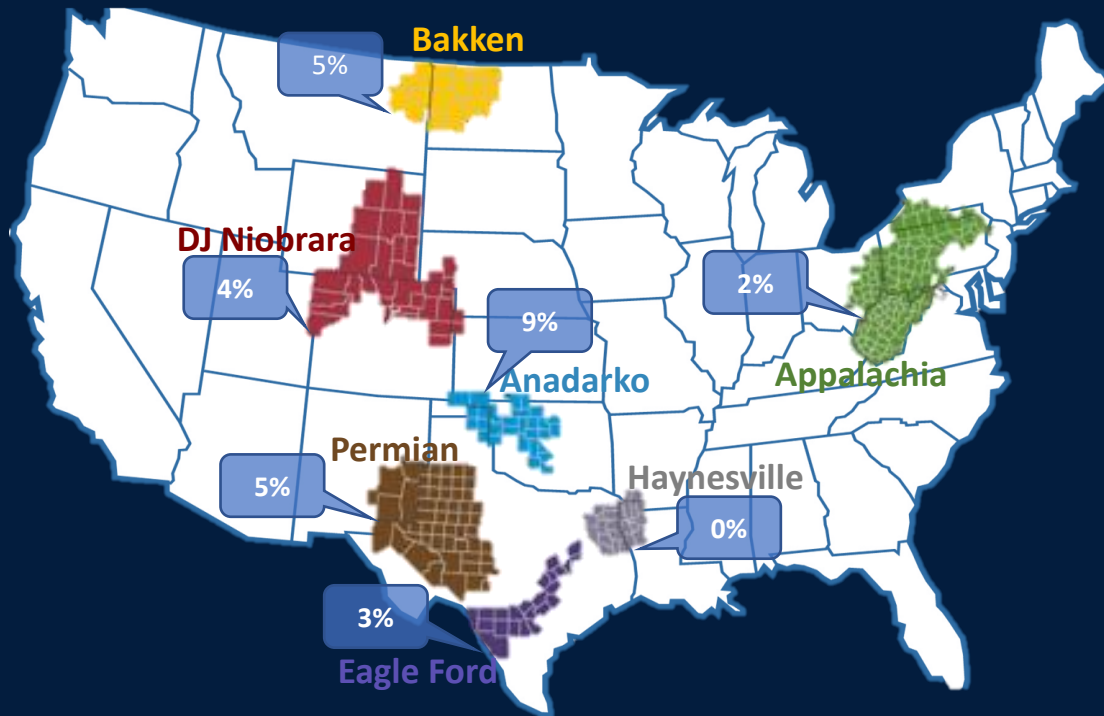 Bakken
5%
DJ Niobrara
4%
2%
9%
Anadarko
Appalachia
Permian
5%
Haynesville
0%
3%
Eagle Ford